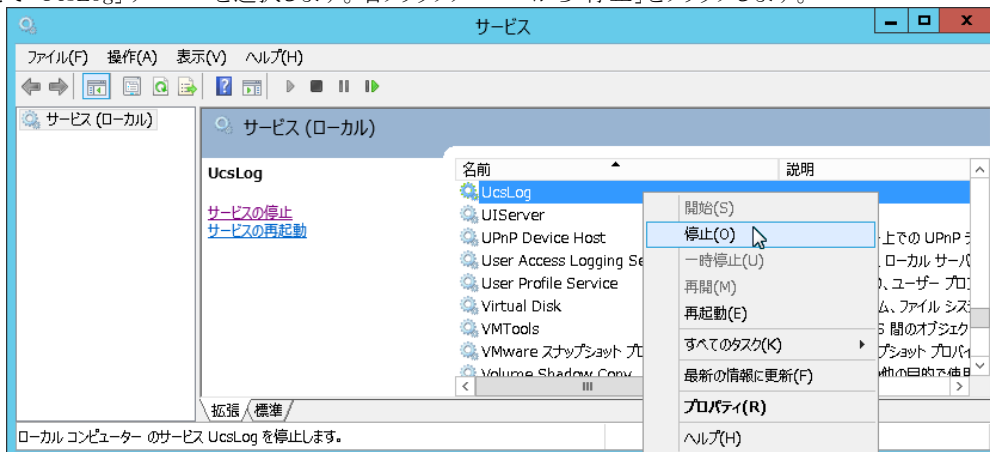 サービス
ファイル(F) 操作(A) 表示(V) ヘルプ(H)
サービス (ローカル)
サービス (ローカル)
UcsLog
サービスの停止
サービスの再起動
名前 説明
UcsLog
UIServer
UPnP Device Host
上での UPnP
User Access Logging Se
ローカル サーバ
User Profile Service
、ユーザー プロ
Virtual Disk
ム、ファイル シス
VMTools
S 間のオブジェク
VMware スナップショット プロ
プション プロバイ
Volume Shadow Copy
他の目的で使用
開始(S)
停止(O)
一時停止(U)
再開(M)
再起動(E)
すべてのタスク(K)
最新の情報に更新(F)
プロパティ(R)
ヘルプ(H)
拡張 標準
ローカル コンピューター のサービス UcsLog を停止します。